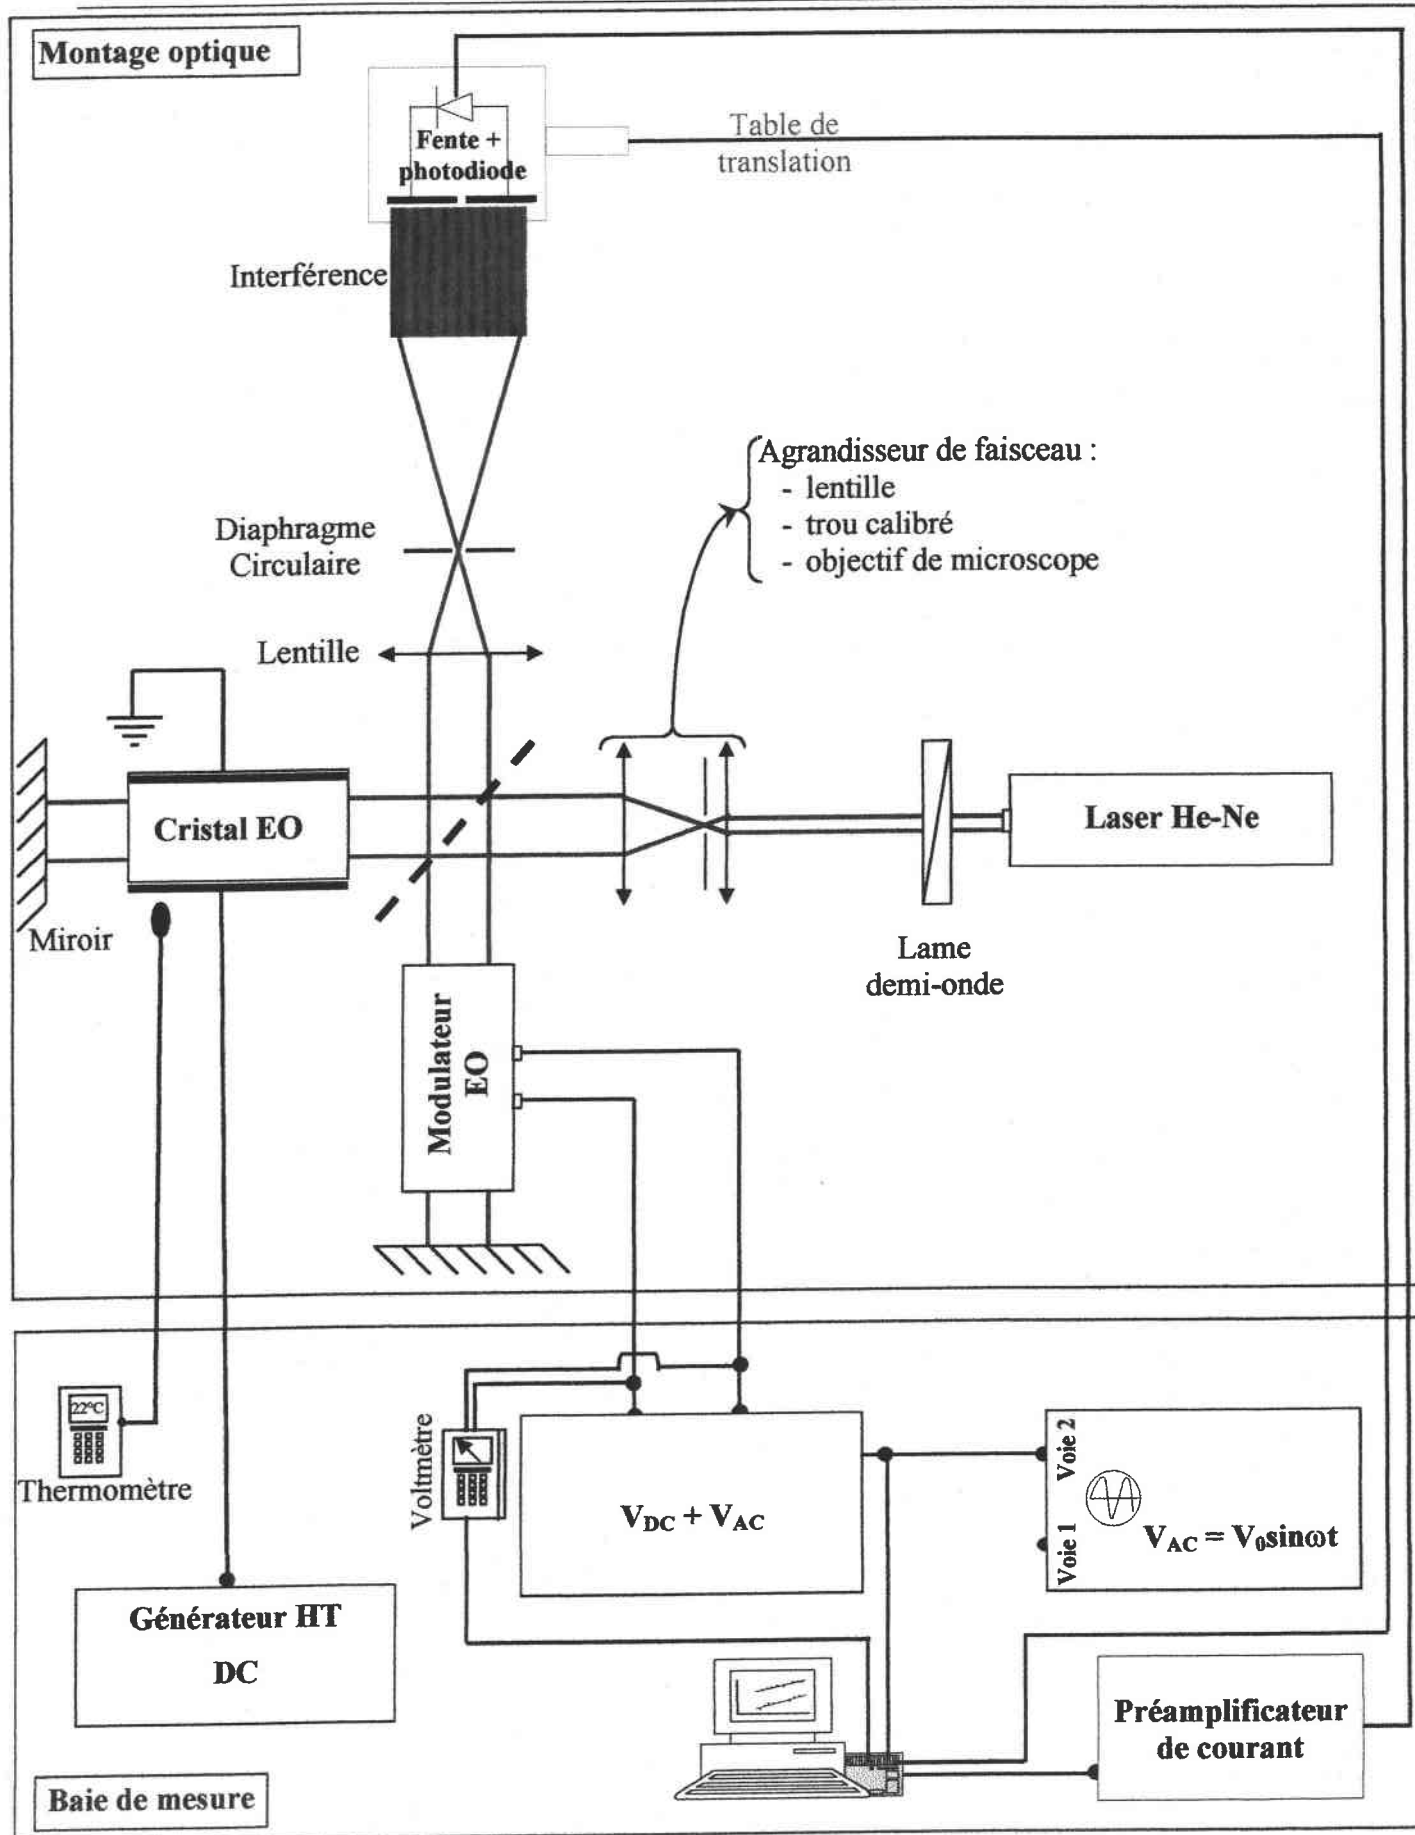 Montage optique
Fente +
photodiode
Table de
translation
Interférence
Agrandisseur de faisceau :
- lentille
- trou calibré
- objectif de microscope
Diaphragme
Circulaire
Lentille
Cristal EO
Laser He-Ne
Miroir
Lame
demi-onde
Modulateur
EO
22°C
Thermomètre
Voltmètre
V_DC + V_AC
Voie 2
Voie 1
V_AC = V_0sinωt
Générateur HT
DC
Préamplificateur
de courant
Baie de mesure